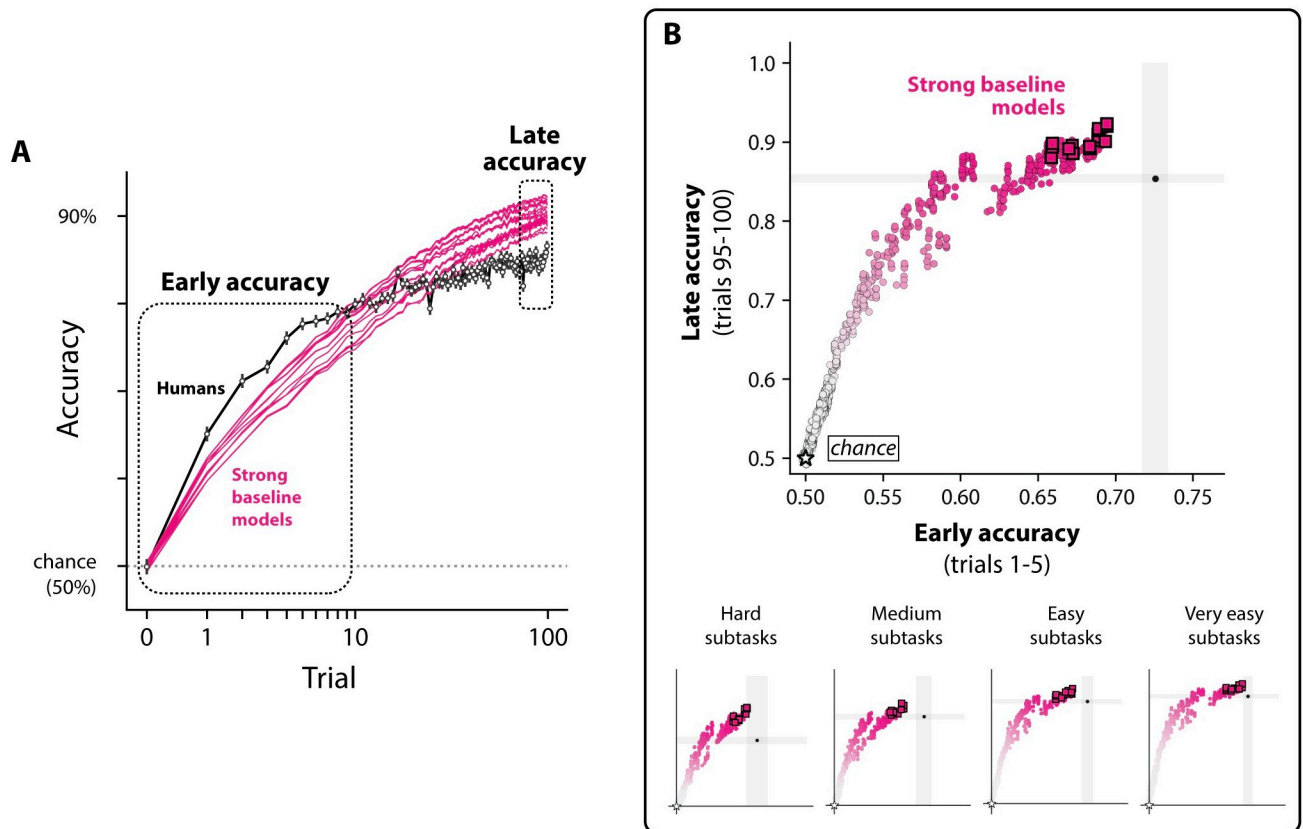 A
Late
accuracy
90%
Early accuracy
Accuracy
Humans
Strong
baseline
models
chance
(50%)
0
1
10
100
Trial
B
1.0
0.9
0.8
0.7
0.6
0.5
Late accuracy
(trials 95-100)
Strong baseline
models
chance
0.50
0.55
0.60
0.65
0.70
0.75
Early accuracy
(trials 1-5)
Hard
subtasks
Medium
subtasks
Easy
subtasks
Very easy
subtasks